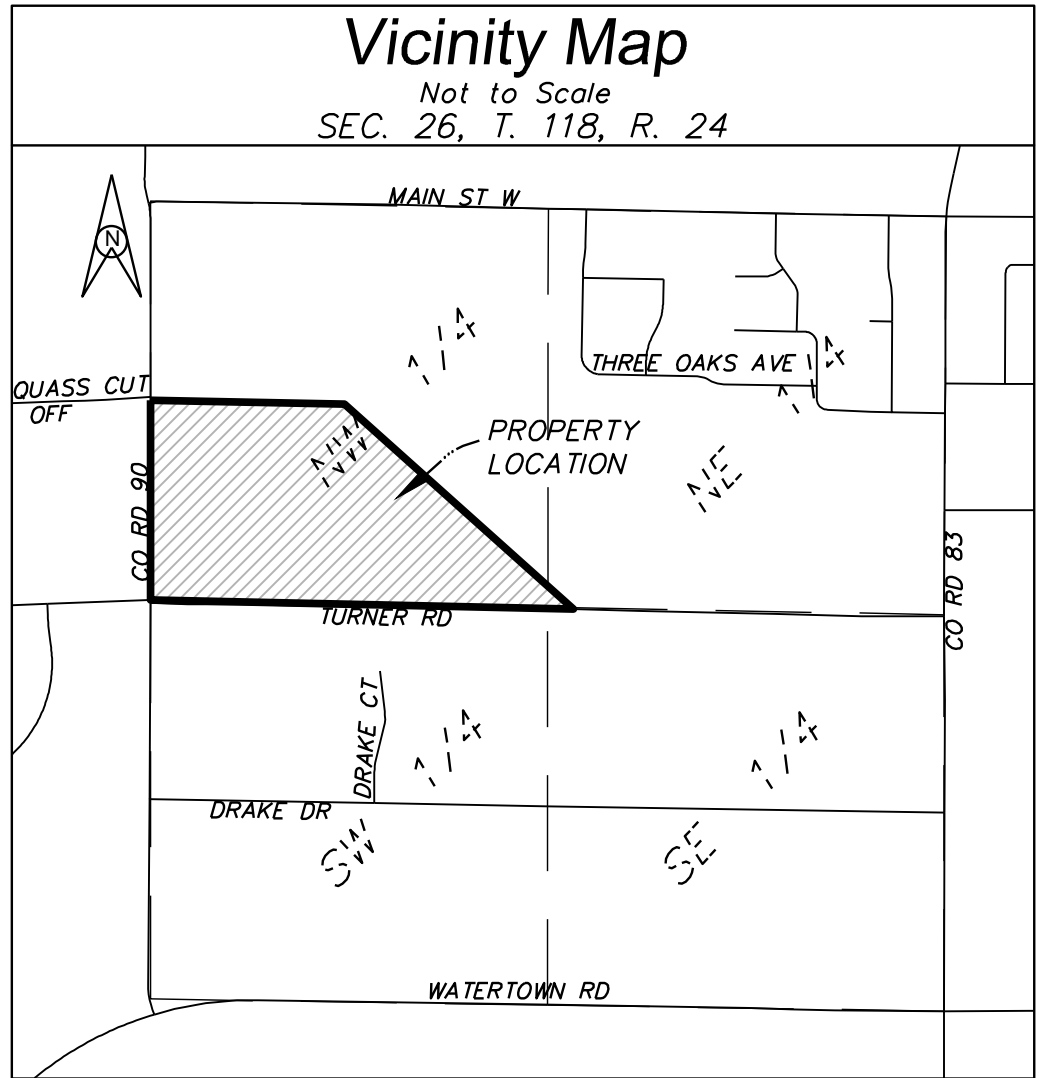 Vicinity Map
Not to Scale
SEC. 26, T. 118, R. 24
N
MAIN ST W
1/4
THREE OAKS AVE
1/4
QUASS CUT
OFF
PROPERTY
LOCATION
NW
NE
CO RD 90
CO RD 83
TURNER RD
DRAKE CT
1/4
1/4
DRAKE DR
SW
SE
WATERTOWN RD